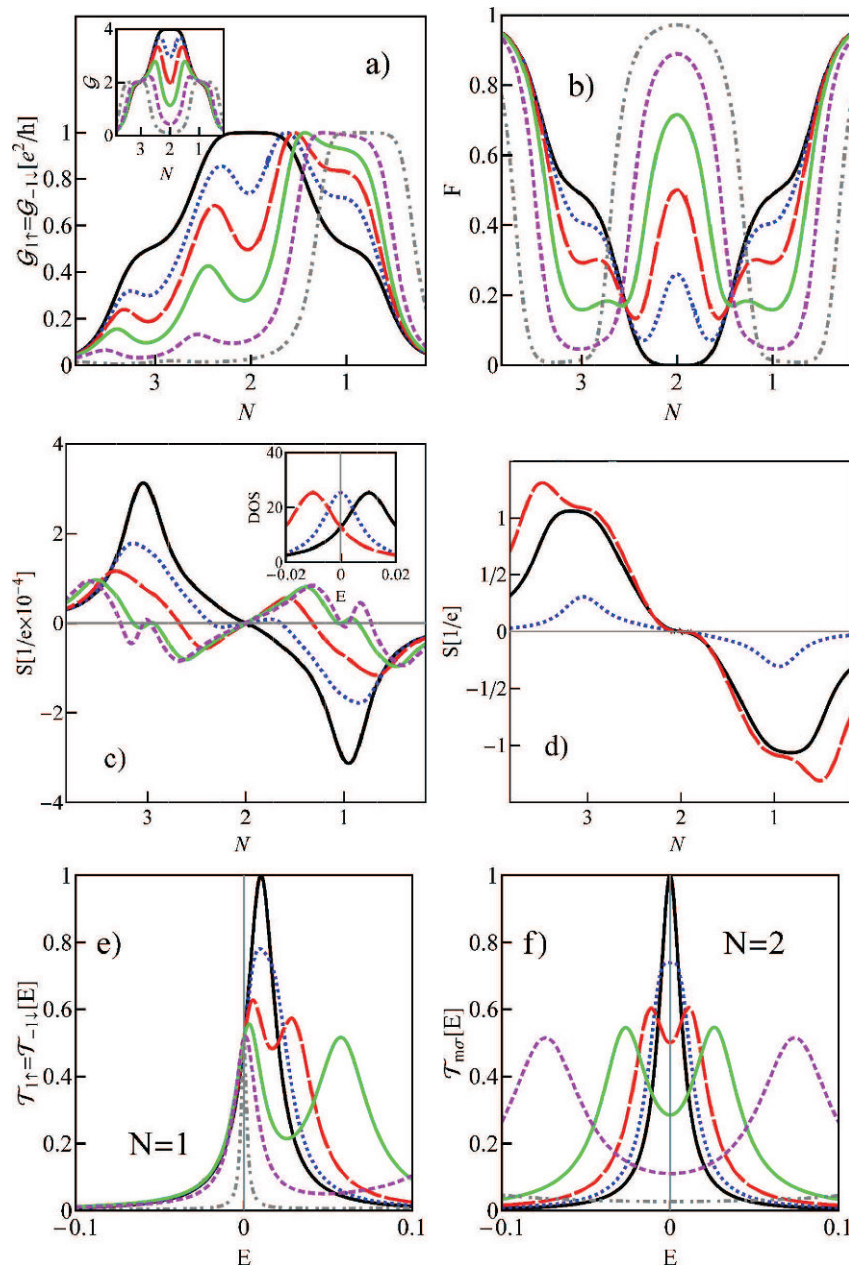 a)
𝒢1↑=𝒢−1↓[e²/h]
1
0.8
0.6
0.4
0.2
0
3 2 1
N
𝒢
4
2
0
3 2 1
N
b)
F
1
0.8
0.6
0.4
0.2
0
3 2 1
N
c)
S[1/e×10⁻⁴]
4
2
0
−2
−4
3 2 1
N
DOS
40
20
0
−0.02 0 0.02
E
d)
S[1/e]
1
1/2
0
−1/2
−1
3 2 1
N
e)
𝒯1↑=𝒯−1↓[E]
1
0.8
0.6
0.4
0.2
0
N=1
−0.1 0 0.1
E
f)
N=2
𝒯mσ[E]
1
0.8
0.6
0.4
0.2
0
−0.1 0 0.1
E